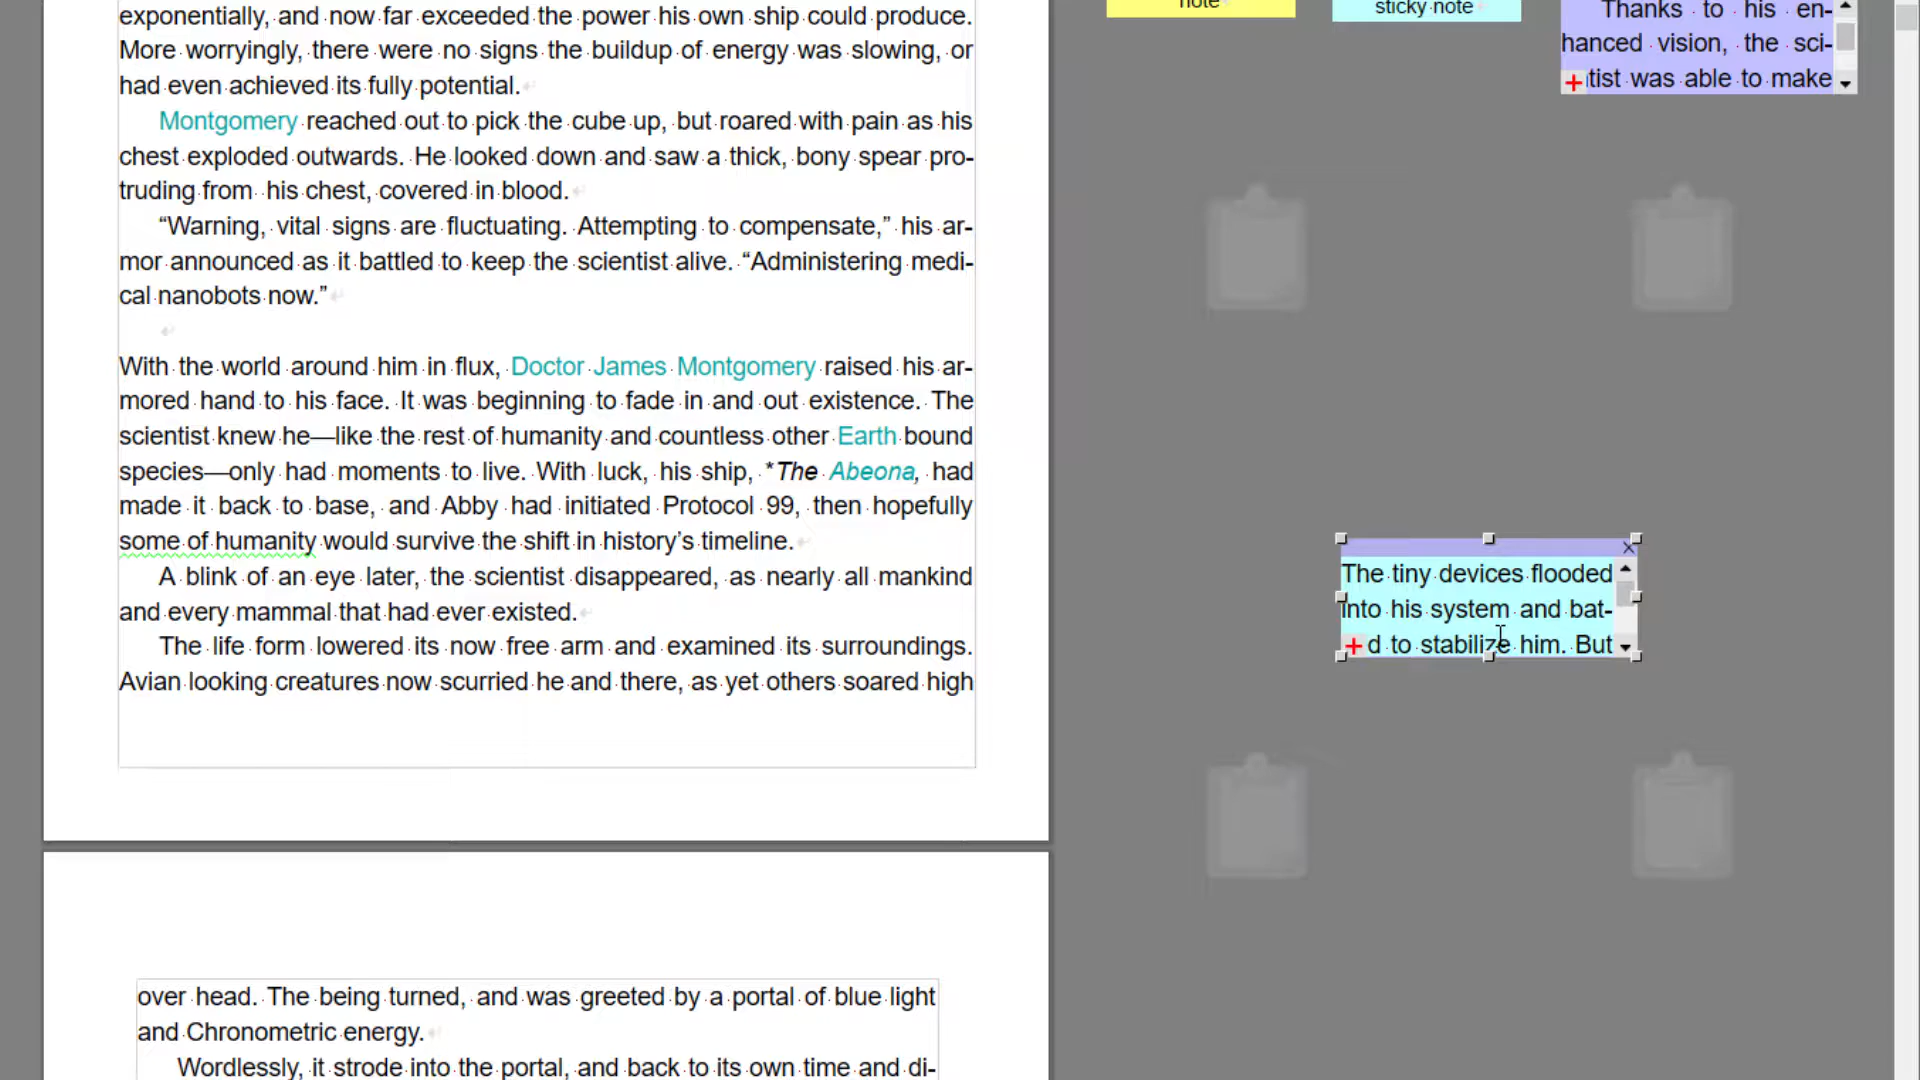 exponentially, and now far exceeded the power his own ship could produce.
More worryingly, there were no signs the buildup of energy was slowing, or
had even achieved its fully potential.
Montgomery reached out to pick the cube up, but roared with pain as his
chest exploded outwards. He looked down and saw a thick, bony spear pro-
truding from his chest, covered in blood.
“Warning, vital signs are fluctuating. Attempting to compensate,” his ar-
mor announced as it battled to keep the scientist alive. “Administering medi-
cal nanobots now.”
With the world around him in flux, Doctor James Montgomery raised his ar-
mored hand to his face. It was beginning to fade in and out existence. The
scientist knew he—like the rest of humanity and countless other Earth bound
species—only had moments to live. With luck, his ship, *The Abeona, had
made it back to base, and Abby had initiated Protocol 99, then hopefully
some of humanity would survive the shift in history’s timeline.
A blink of an eye later, the scientist disappeared, as nearly all mankind
and every mammal that had ever existed.
The life form lowered its now free arm and examined its surroundings.
Avian looking creatures now scurried he and there, as yet others soared high
over head. The being turned, and was greeted by a portal of blue light
and Chronometric energy.
Wordlessly, it strode into the portal, and back to its own time and di-
note
sticky note
Thanks to his en-
hanced vision, the sci-
tist was able to make
The tiny devices flooded
into his system and bat-
d to stabilize him. But